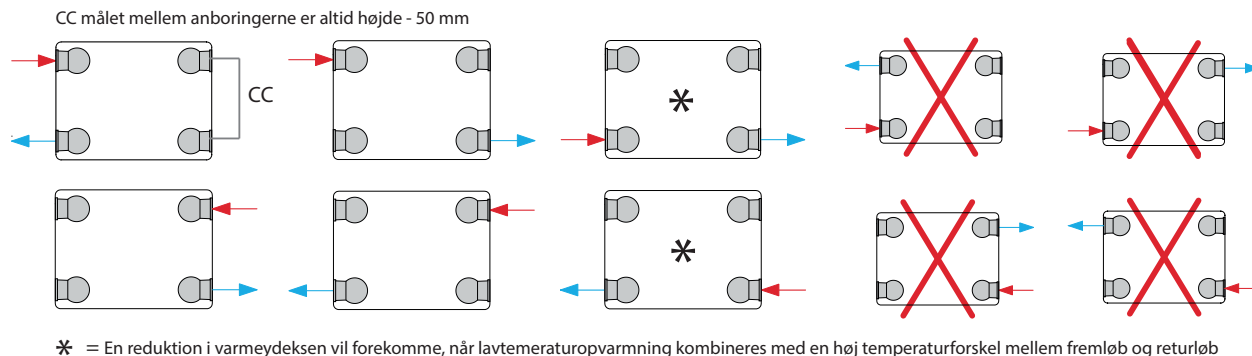 CC målet mellem anboringerne er altid højde - 50 mm
CC
*
*
* = En reduktion i varmeydeksen vil forekomme, når lavtemeraturopvarmning kombineres med en høj temperaturforskel mellem fremløb og returløb